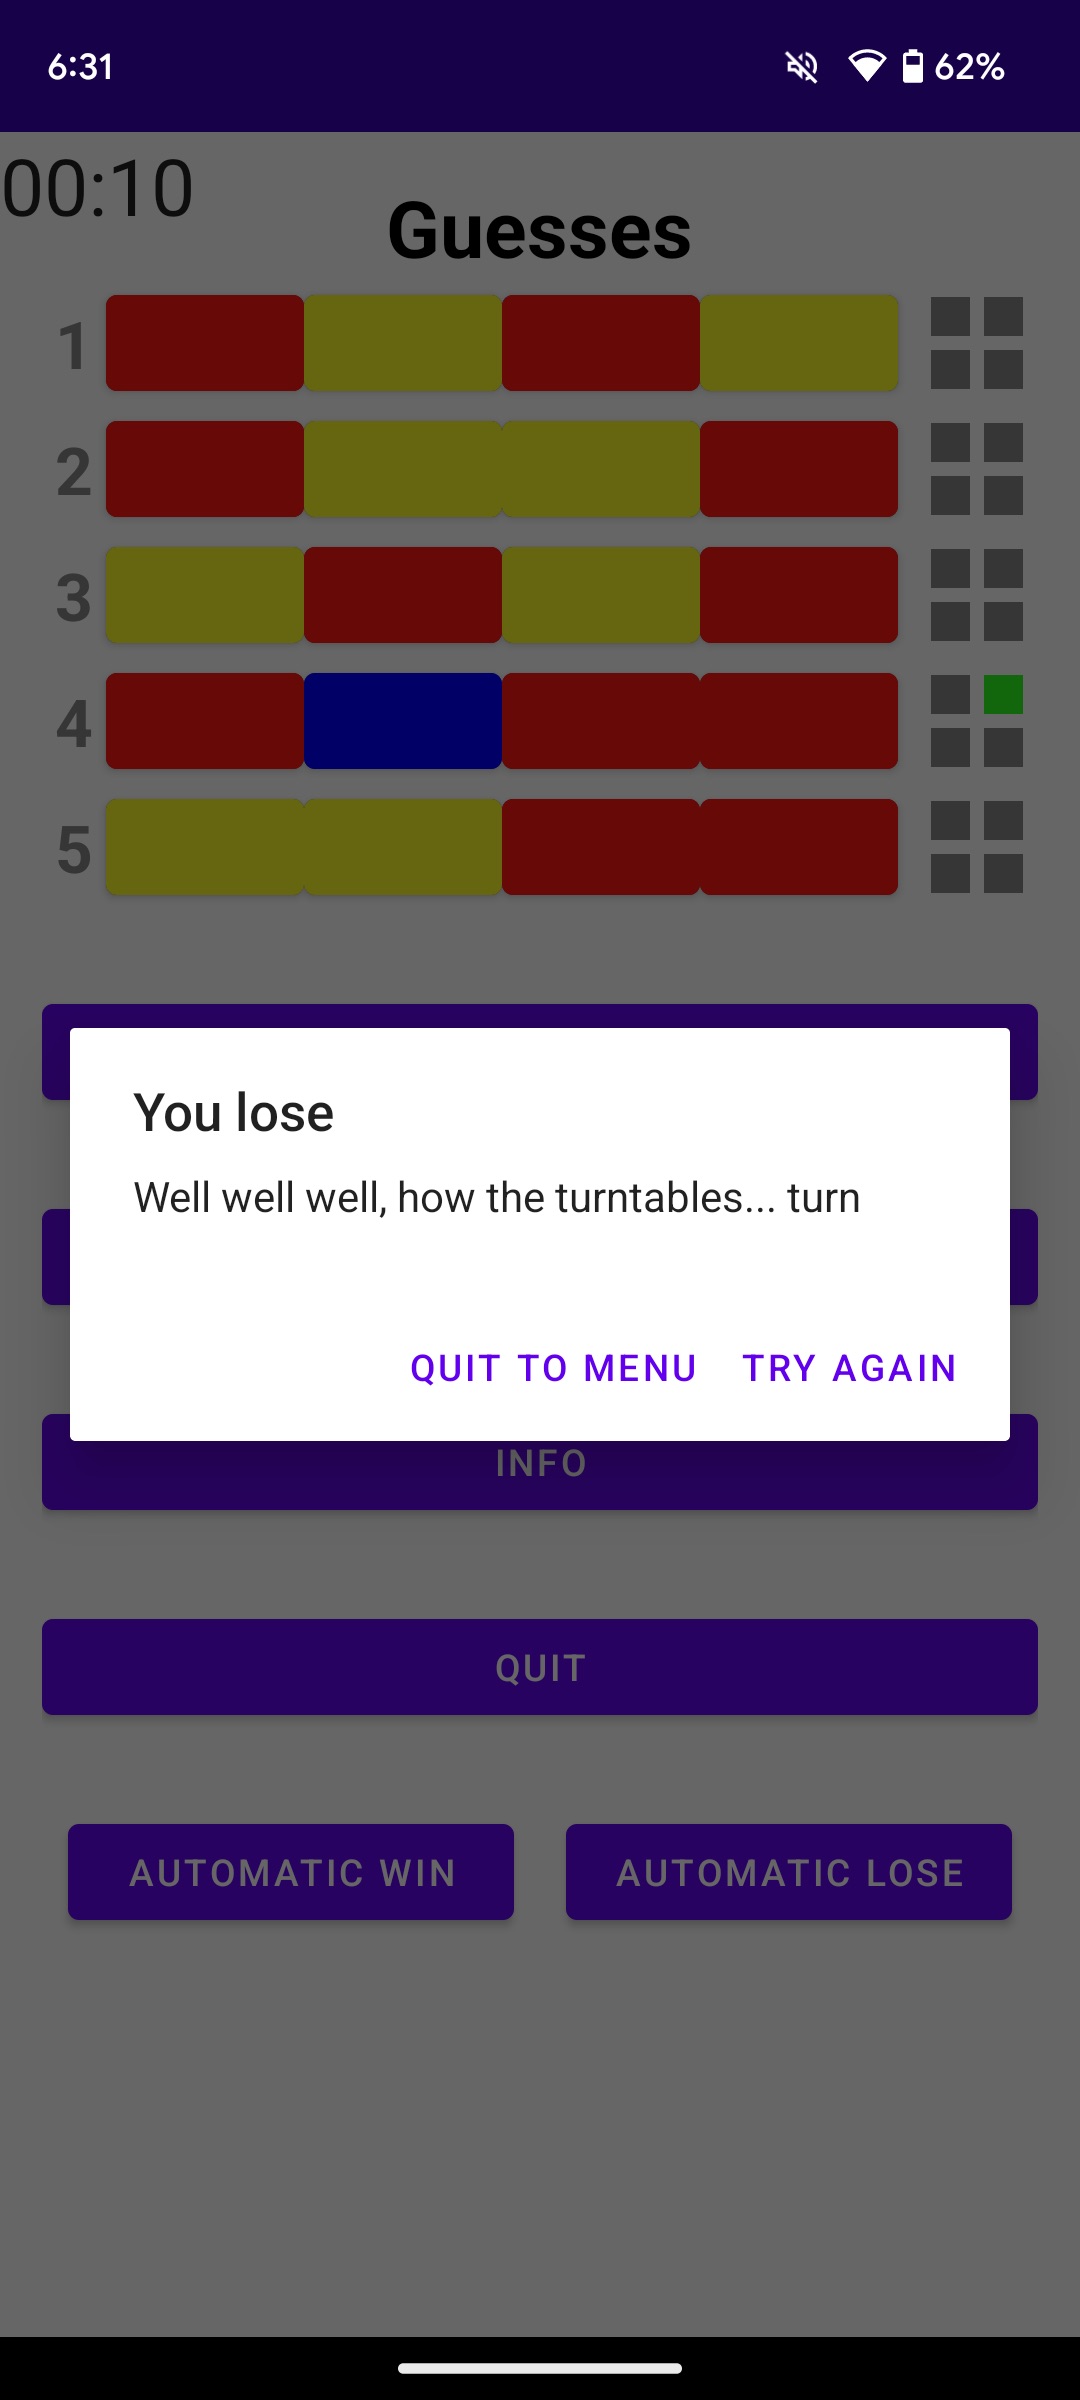 6:31
62%
00:10
Guesses
1
2
3
4
5
You lose
Well well well, how the turntables... turn
QUIT TO MENU
TRY AGAIN
INFO
QUIT
AUTOMATIC WIN
AUTOMATIC LOSE